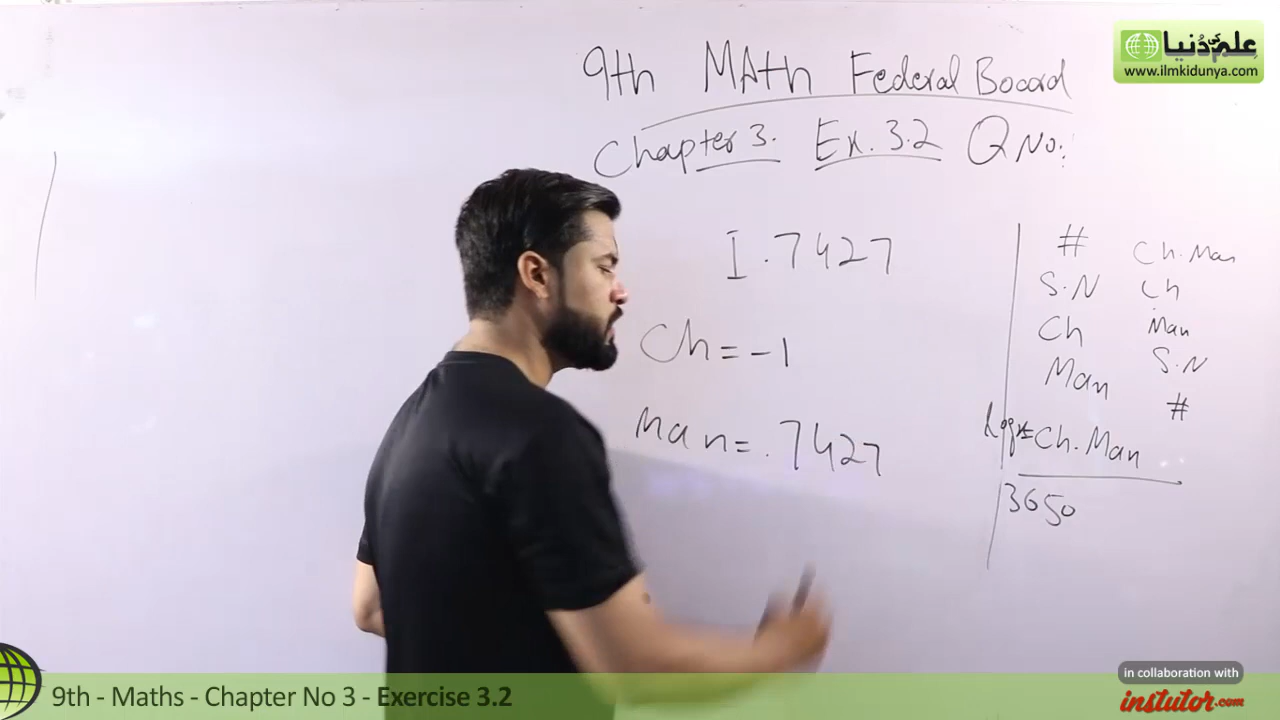 9th MAth Federal Board
Chapter 3. Ex. 3.2 Q No:
علم کی دنیا
www.ilmkidunya.com
I.7427
Ch = -1
Man = .7427
# Ch.Man
S.N Ch
Ch Man
Man S.N
#
Ch.Man
3650
in collaboration with
instutor.com
9th - Maths - Chapter No 3 - Exercise 3.2